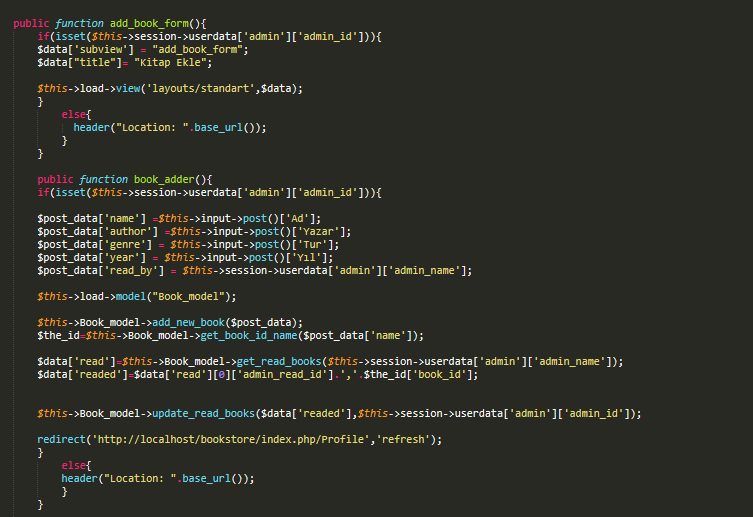 public function add_book_form(){
if(isset($this->session->userdata['admin']['admin_id'])){
$data['subview'] = "add_book_form";
$data["title"]= "Kitap Ekle";
$this->load->view('layouts/standart',$data);
}
else{
header("Location: ".base_url());
}
}
public function book_adder(){
if(isset($this->session->userdata['admin']['admin_id'])){
$post_data['name'] =$this->input->post()['Ad'];
$post_data['author'] =$this->input->post()['Yazar'];
$post_data['genre'] = $this->input->post()['Tur'];
$post_data['year'] = $this->input->post()['Yıl'];
$post_data['read_by'] = $this->session->userdata['admin']['admin_name'];
$this->load->model("Book_model");
$this->Book_model->add_new_book($post_data);
$the_id=$this->Book_model->get_book_id_name($post_data['name']);
$data['read']=$this->Book_model->get_read_books($this->session->userdata['admin']['admin_name']);
$data['readed']=$data['read'][0]['admin_read_id'].','.$the_id['book_id'];
$this->Book_model->update_read_books($data['readed'],$this->session->userdata['admin']['admin_id']);
redirect('http://localhost/bookstore/index.php/Profile','refresh');
}
else{
header("Location: ".base_url());
}
}